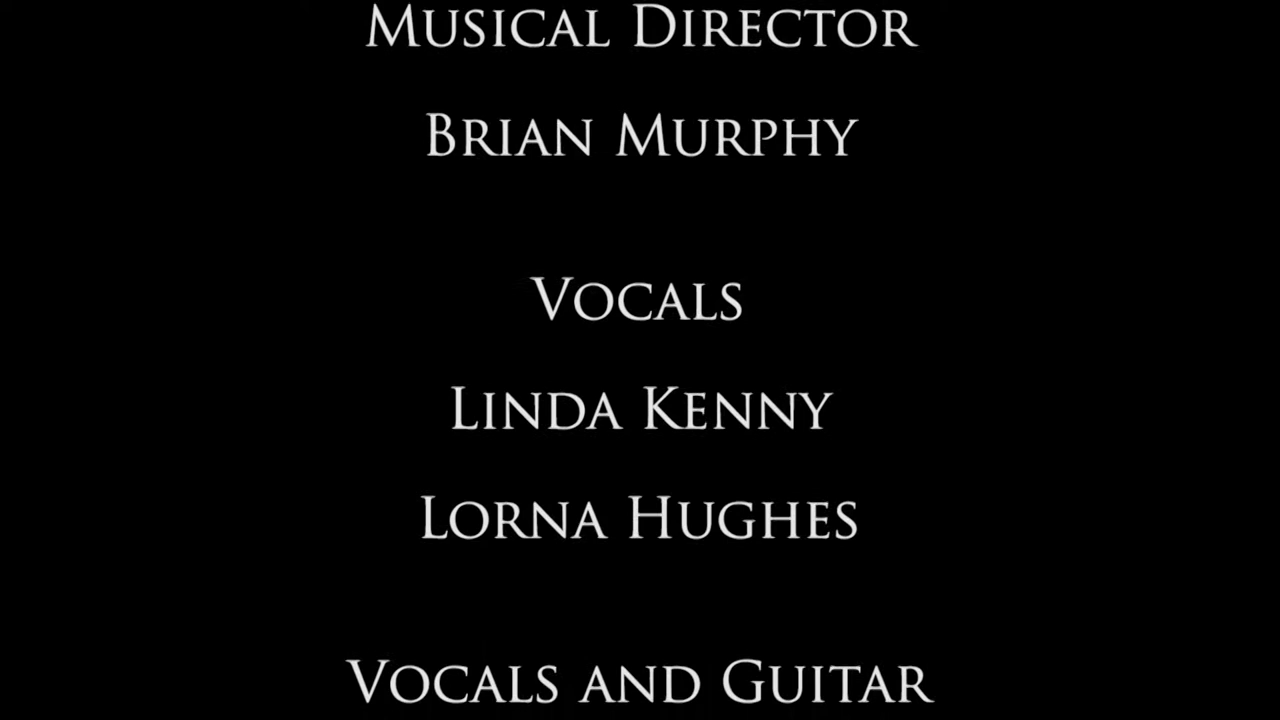 Musical Director
Brian Murphy
Vocals
Linda Kenny
Lorna Hughes
Vocals and Guitar